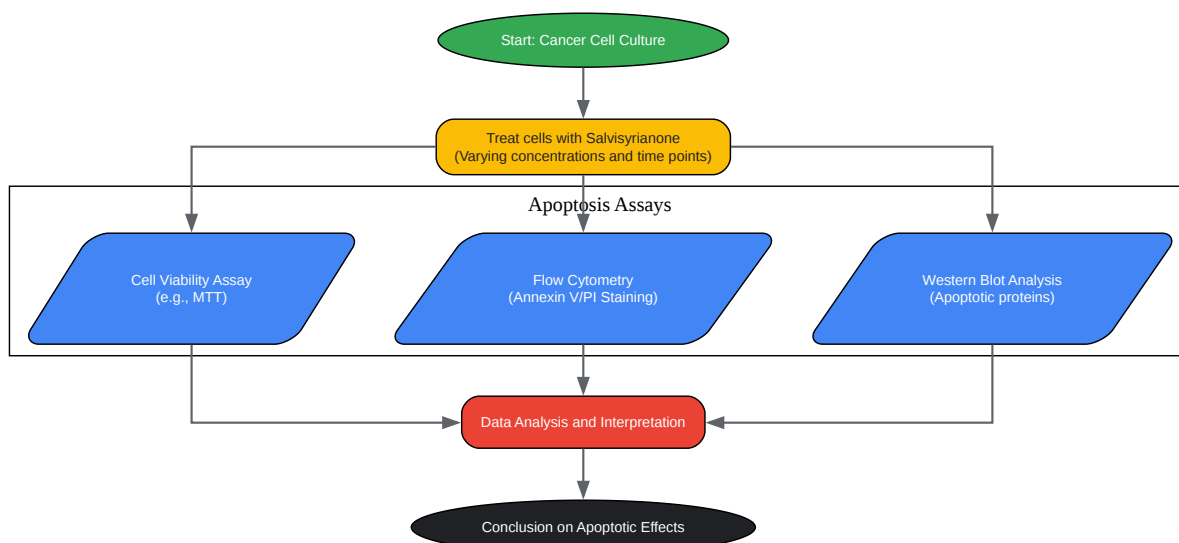 Start: Cancer Cell Culture
Treat cells with Salvisyrianone
(Varying concentrations and time points)
Apoptosis Assays
Cell Viability Assay
(e.g., MTT)
Flow Cytometry
(Annexin V/PI Staining)
Western Blot Analysis
(Apoptotic proteins)
Data Analysis and Interpretation
Conclusion on Apoptotic Effects